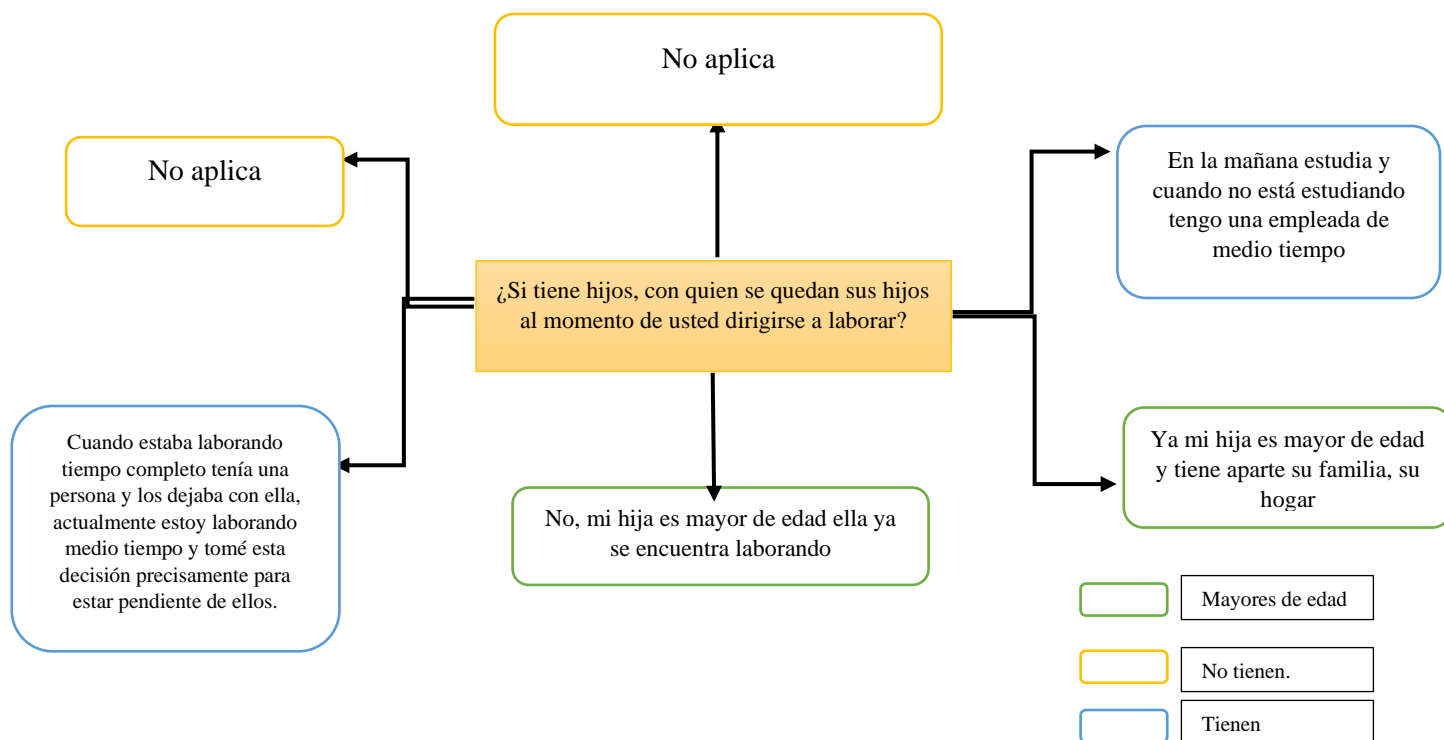 No aplica
No aplica
En la mañana estudia y
cuando no está estudiando
tengo una empleada de
medio tiempo
¿Si tiene hijos, con quien se quedan sus hijos
al momento de usted dirigirse a laborar?
Cuando estaba laborando
tiempo completo tenía una
persona y los dejaba con ella,
actualmente estoy laborando
medio tiempo y tomé esta
decisión precisamente para
estar pendiente de ellos.
No, mi hija es mayor de edad ella ya
se encuentra laborando
Ya mi hija es mayor de edad
y tiene aparte su familia, su
hogar
Mayores de edad
No tienen.
Tienen